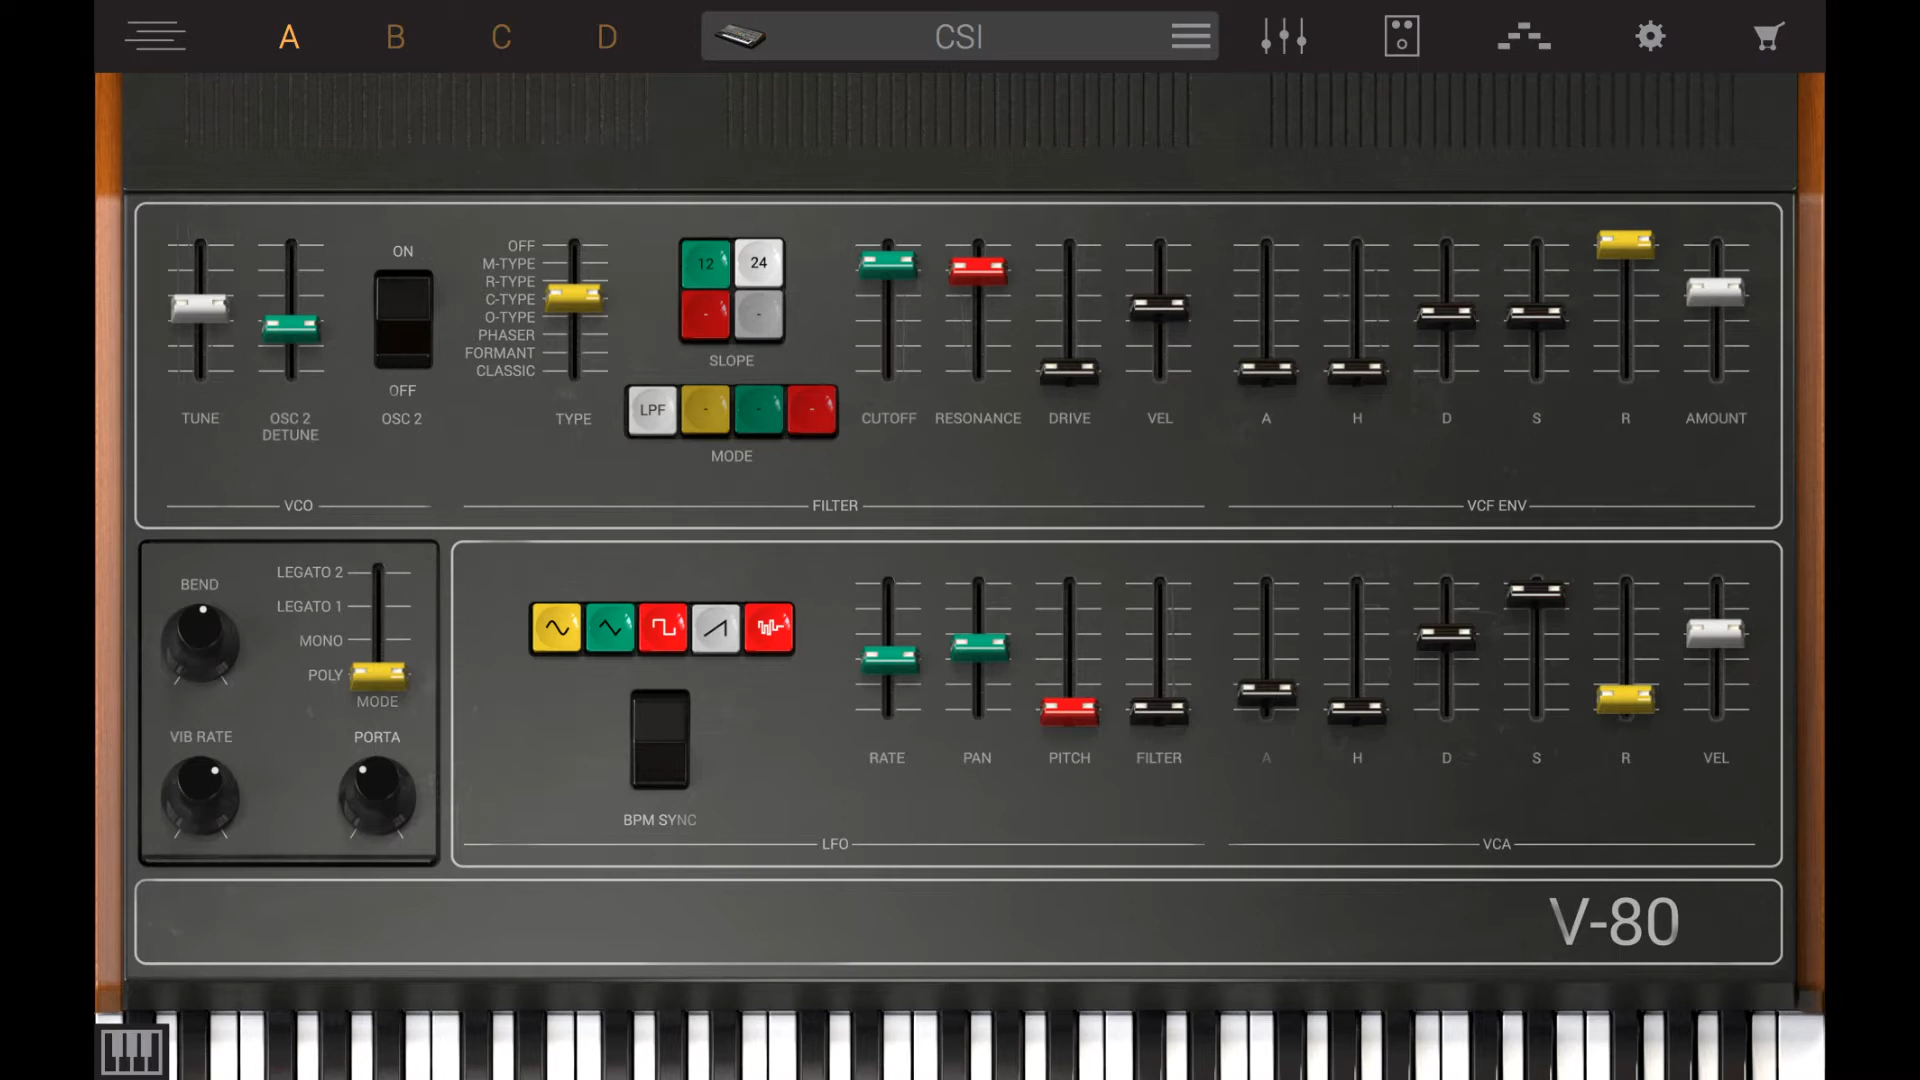 A B C D CSI
ON
OFF
M-TYPE
R-TYPE
C-TYPE
O-TYPE
PHASER
FORMANT
CLASSIC
12 24
- -
SLOPE
LPF - - -
MODE
OFF
TUNE OSC 2 DETUNE OSC 2 TYPE CUTOFF RESONANCE DRIVE VEL A H D S R AMOUNT
VCO FILTER VCF ENV
BEND
LEGATO 2
LEGATO 1
MONO
POLY
MODE
VIB RATE PORTA
BPM SYNC
RATE PAN PITCH FILTER A H D S R VEL
LFO VCA
V-80